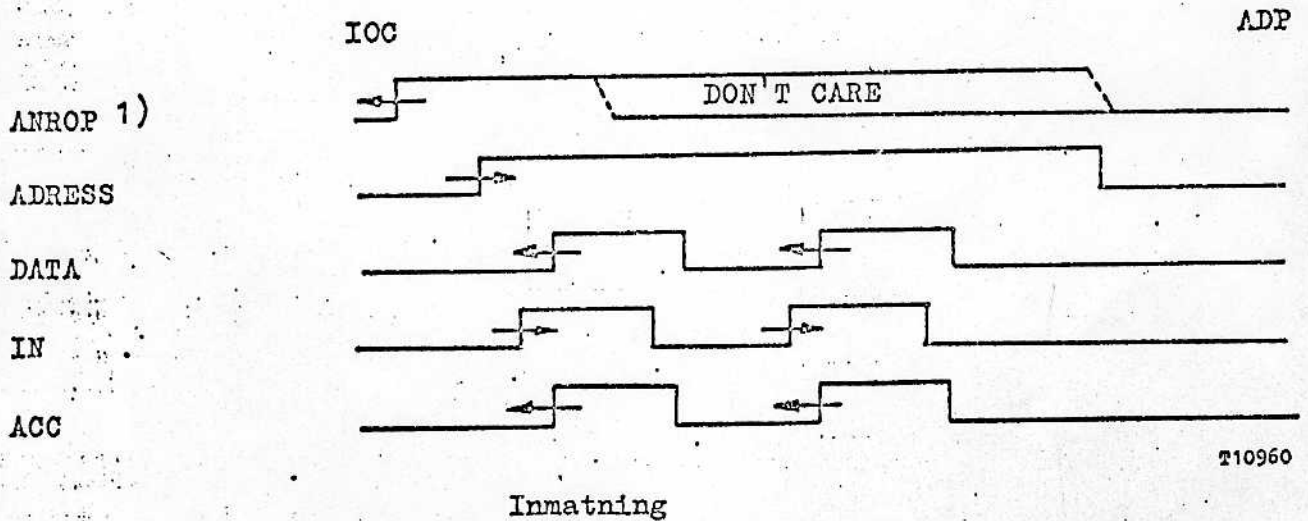 IOC ADP
ANROP 1) DON'T CARE
ADRESS
DATA
IN
ACC
T10960
Inmatning